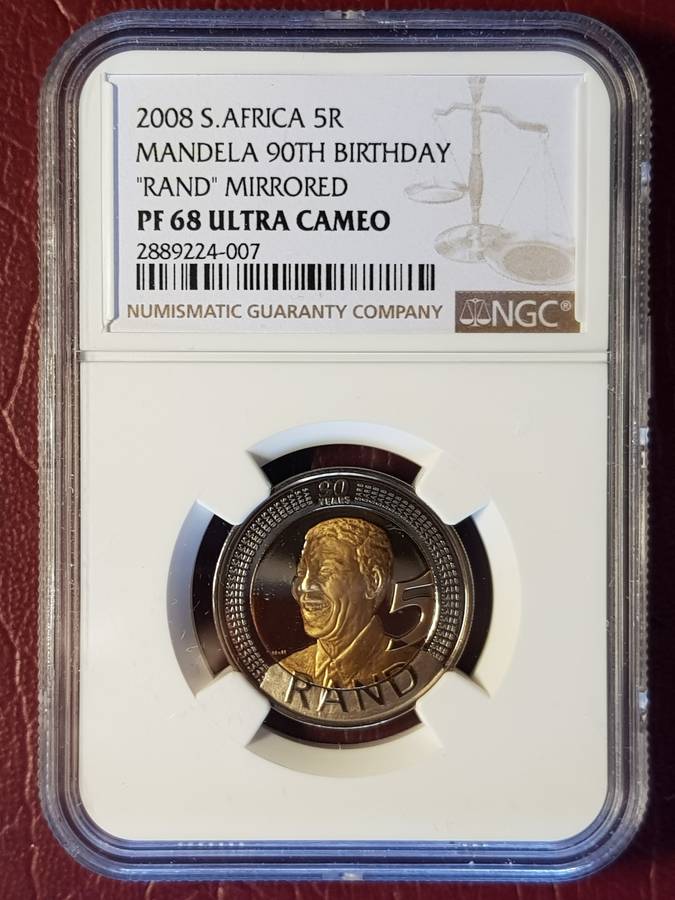 2008 S.AFRICA 5R
MANDELA 90TH BIRTHDAY
"RAND" MIRRORED
PF 68 ULTRA CAMEO
2889224-007
NUMISMATIC GUARANTY COMPANY
NGC®
90
YEARS
5
RAND